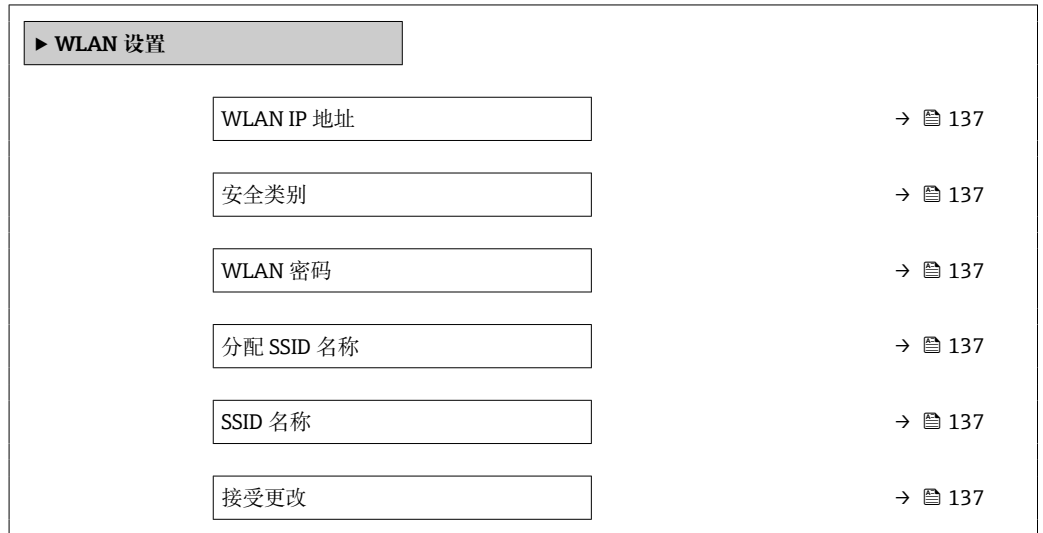 ▶ WLAN 设置
WLAN IP 地址 → 🖹 137
安全类别 → 🖹 137
WLAN 密码 → 🖹 137
分配 SSID 名称 → 🖹 137
SSID 名称 → 🖹 137
接受更改 → 🖹 137